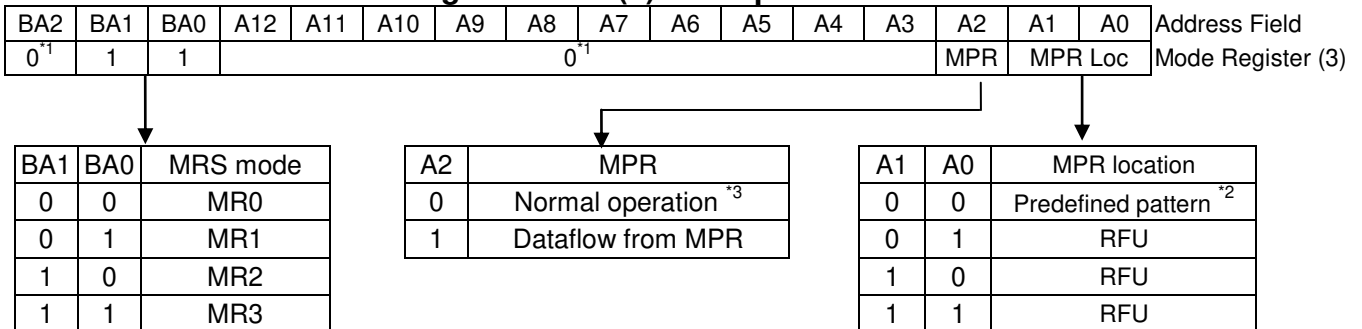 BA2 BA1 BA0 A12 A11 A10 A9 A8 A7 A6 A5 A4 A3 A2 A1 A0 Address Field
0*1 1 1 0*1 MPR MPR Loc Mode Register (3)
BA1 BA0 MRS mode
0 0 MR0
0 1 MR1
1 0 MR2
1 1 MR3
A2 MPR
0 Normal operation *3
1 Dataflow from MPR
A1 A0 MPR location
0 0 Predefined pattern *2
0 1 RFU
1 0 RFU
1 1 RFU